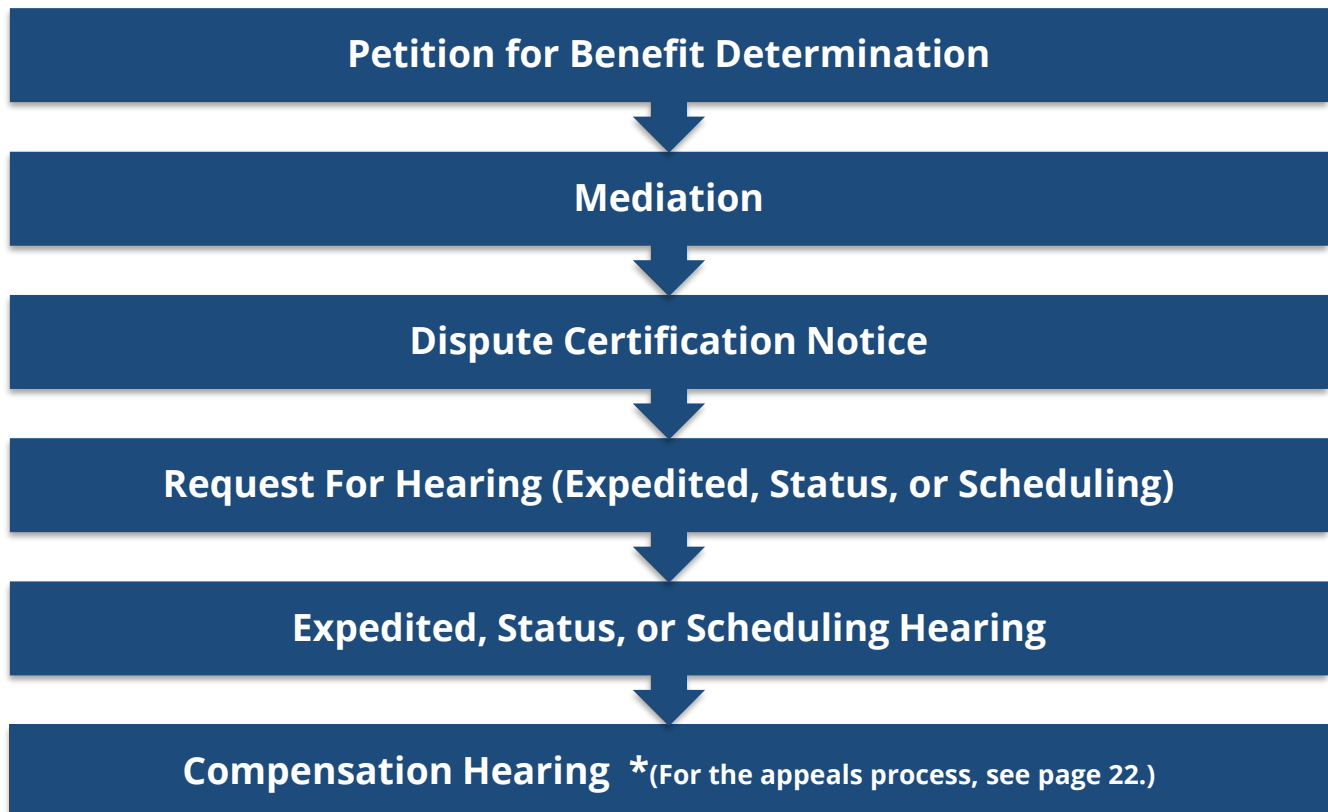 Petition for Benefit Determination
Mediation
Dispute Certification Notice
Request For Hearing (Expedited, Status, or Scheduling)
Expedited, Status, or Scheduling Hearing
Compensation Hearing *(For the appeals process, see page 22.)